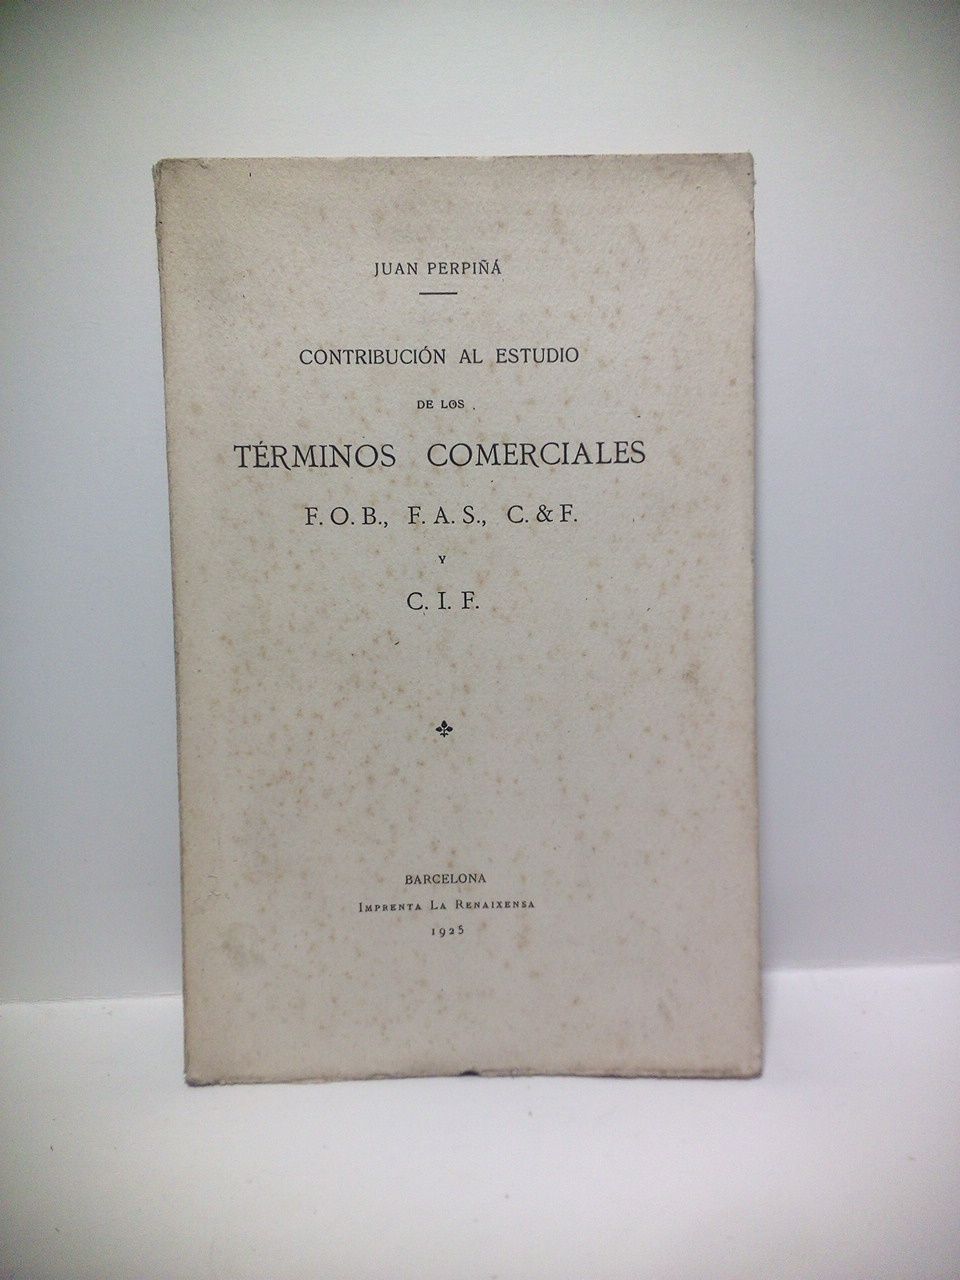 JUAN PERPIÑÁ
CONTRIBUCIÓN AL ESTUDIO
DE LOS
TÉRMINOS COMERCIALES
F. O. B., F. A. S., C. & F.
Y
C. I. F.
BARCELONA
IMPRENTA LA RENAIXENSA
1925